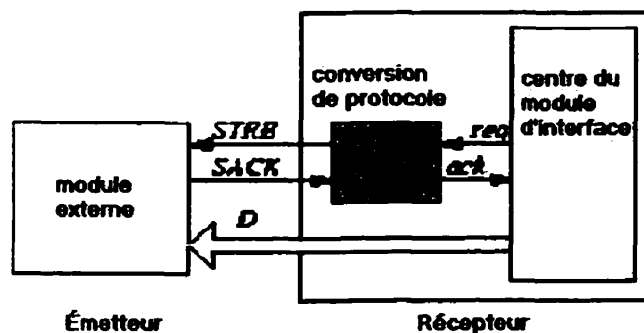 conversion
de protocole
centre du
module
d'interface
STRB
req
module
externe
SACK
ack
D
Émetteur
Récepteur